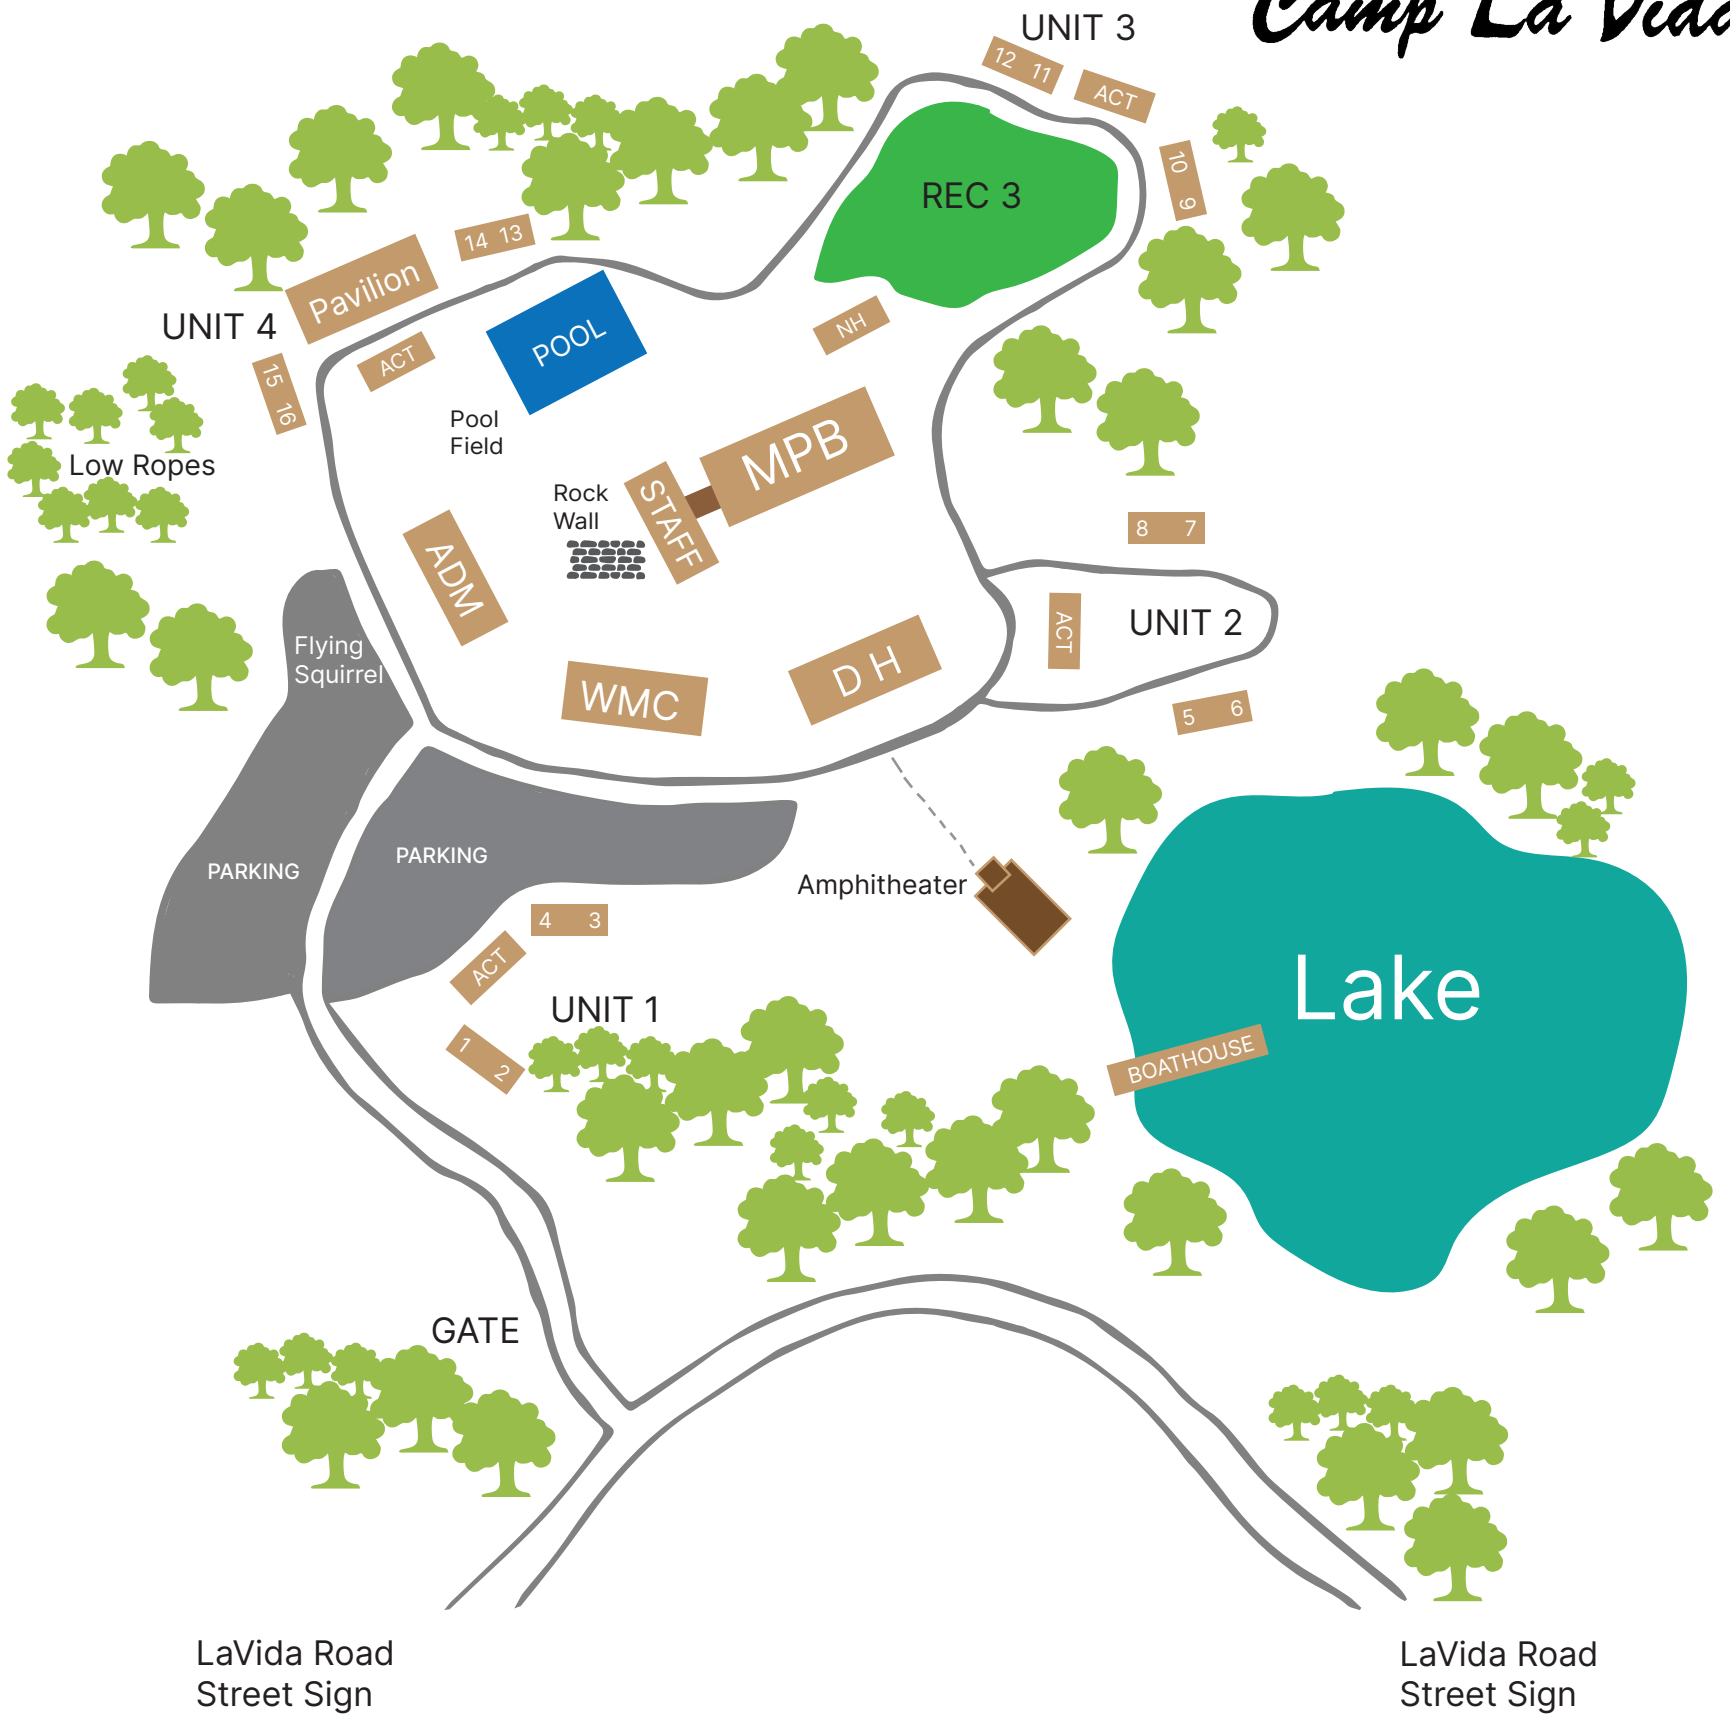 Camp La Vida
UNIT 3
12 11
ACT
10 9
REC 3
14 13
Pavilion
UNIT 4
ACT
POOL
NH
15 16
Pool
Field
Low Ropes
MPB
STAFF
Rock
Wall
ADM
8 7
ACT
UNIT 2
Flying
Squirrel
WMC
D H
5 6
PARKING
PARKING
Amphitheater
4 3
ACT
UNIT 1
1 2
Lake
BOATHOUSE
GATE
LaVida Road
Street Sign
LaVida Road
Street Sign